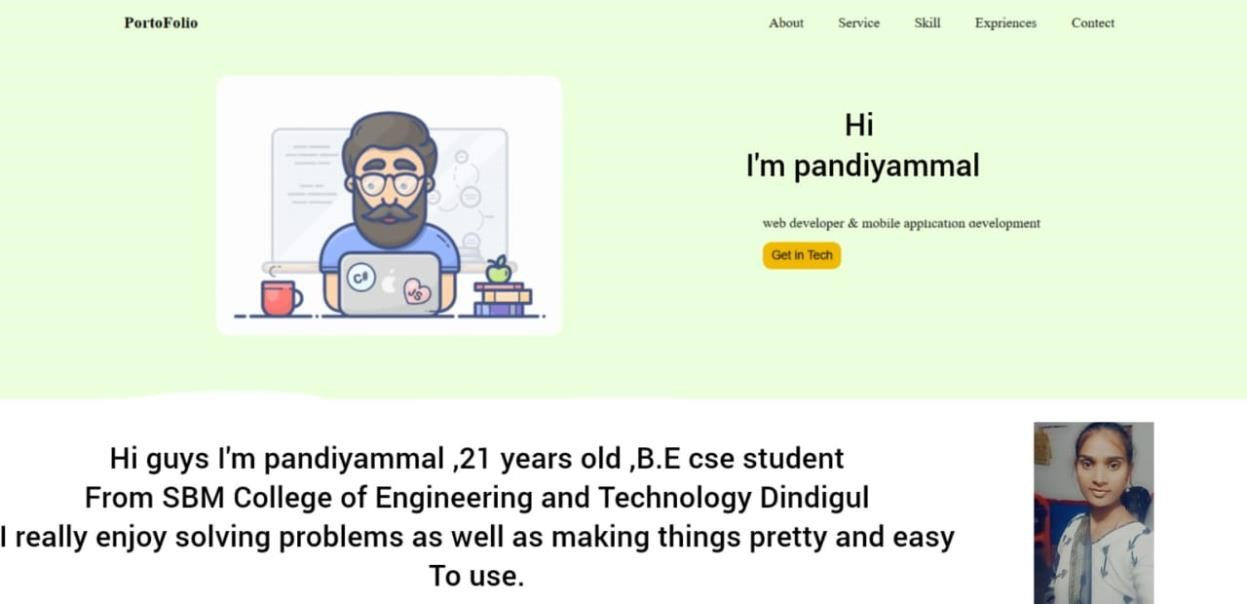 PortoFolio
About Service Skill Expriences Contect
Hi
I'm pandiyammal
web developer & mobile application development
Get in Tech
C#
JS
Hi guys I'm pandiyammal ,21 years old ,B.E cse student
From SBM College of Engineering and Technology Dindigul
I really enjoy solving problems as well as making things pretty and easy
To use.